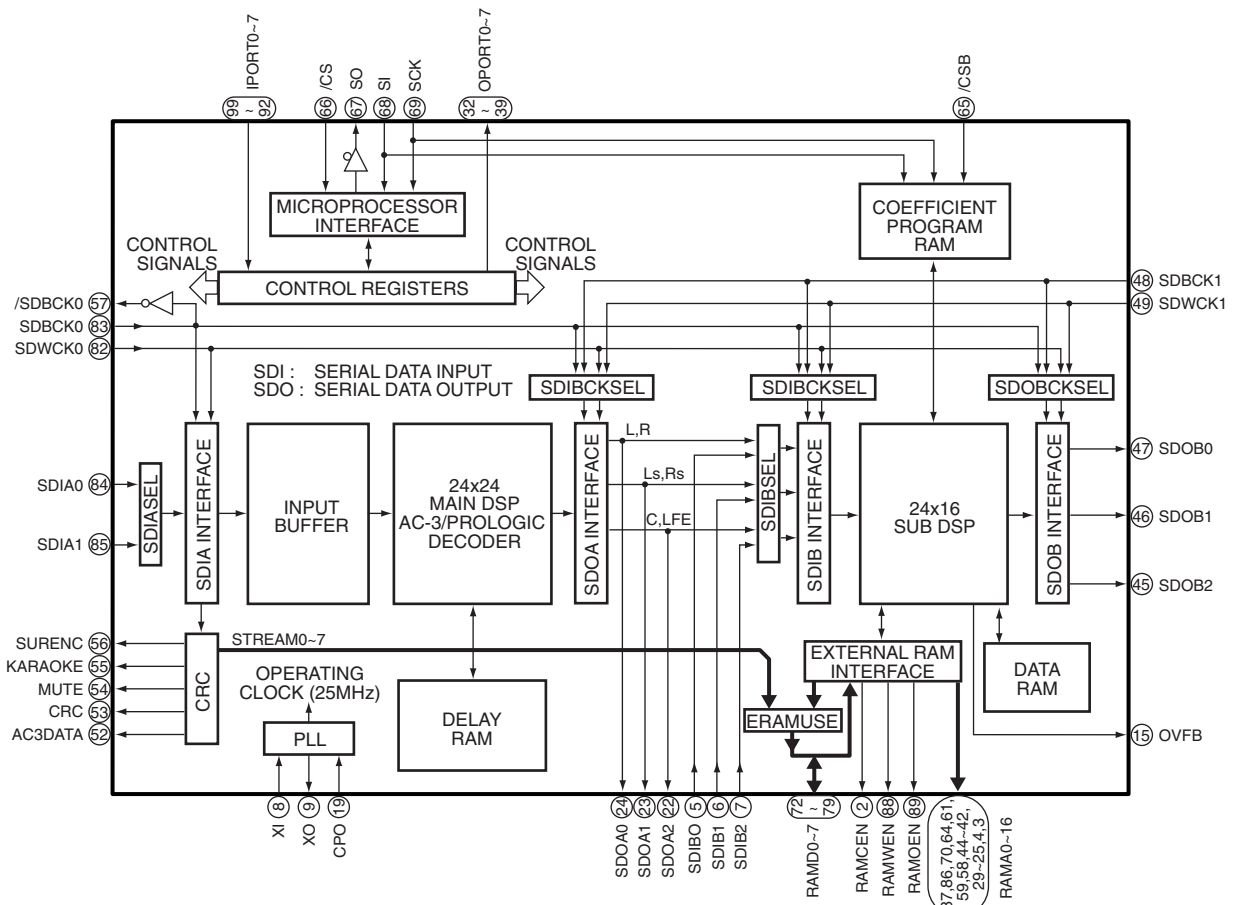 IPORT0~7
99 ~ 92
/CS
66
SO
67
SI
68
SCK
69
OPORT0~7
32 ~ 39
/CSB
65
MICROPROCESSOR
INTERFACE
COEFFICIENT
PROGRAM
RAM
CONTROL
SIGNALS
CONTROL REGISTERS
CONTROL
SIGNALS
/SDBCK0 57
SDBCK0 83
SDWCK0 82
48 SDBCK1
49 SDWCK1
SDI : SERIAL DATA INPUT
SDO : SERIAL DATA OUTPUT
SDIBCKSEL
SDIBCKSEL
SDOBCKSEL
SDIA0 84
SDIA1 85
SDIASEL
SDIA INTERFACE
INPUT
BUFFER
24x24
MAIN DSP
AC-3/PROLOGIC
DECODER
SDOA INTERFACE
L,R
Ls,Rs
C,LFE
SDIBSEL
SDIB INTERFACE
24x16
SUB DSP
SDOB INTERFACE
47 SDOB0
46 SDOB1
45 SDOB2
SURENC 56
KARAOKE 55
MUTE 54
CRC 53
AC3DATA 52
CRC
STREAM0~7
OPERATING
CLOCK (25MHz)
PLL
DELAY
RAM
EXTERNAL RAM
INTERFACE
ERAMUSE
DATA
RAM
15 OVFB
XI 8
XO 9
CPO 19
SDOA0 24
SDOA1 23
SDOA2 22
SDIBO 5
SDIB1 6
SDIB2 7
72 ~ 79
RAMD0~7
RAMCEN 2
RAMWEN 88
RAMOEN 89
86,70,64,61,
59,58,44~42,
29~25,4,3
RAMA0~16